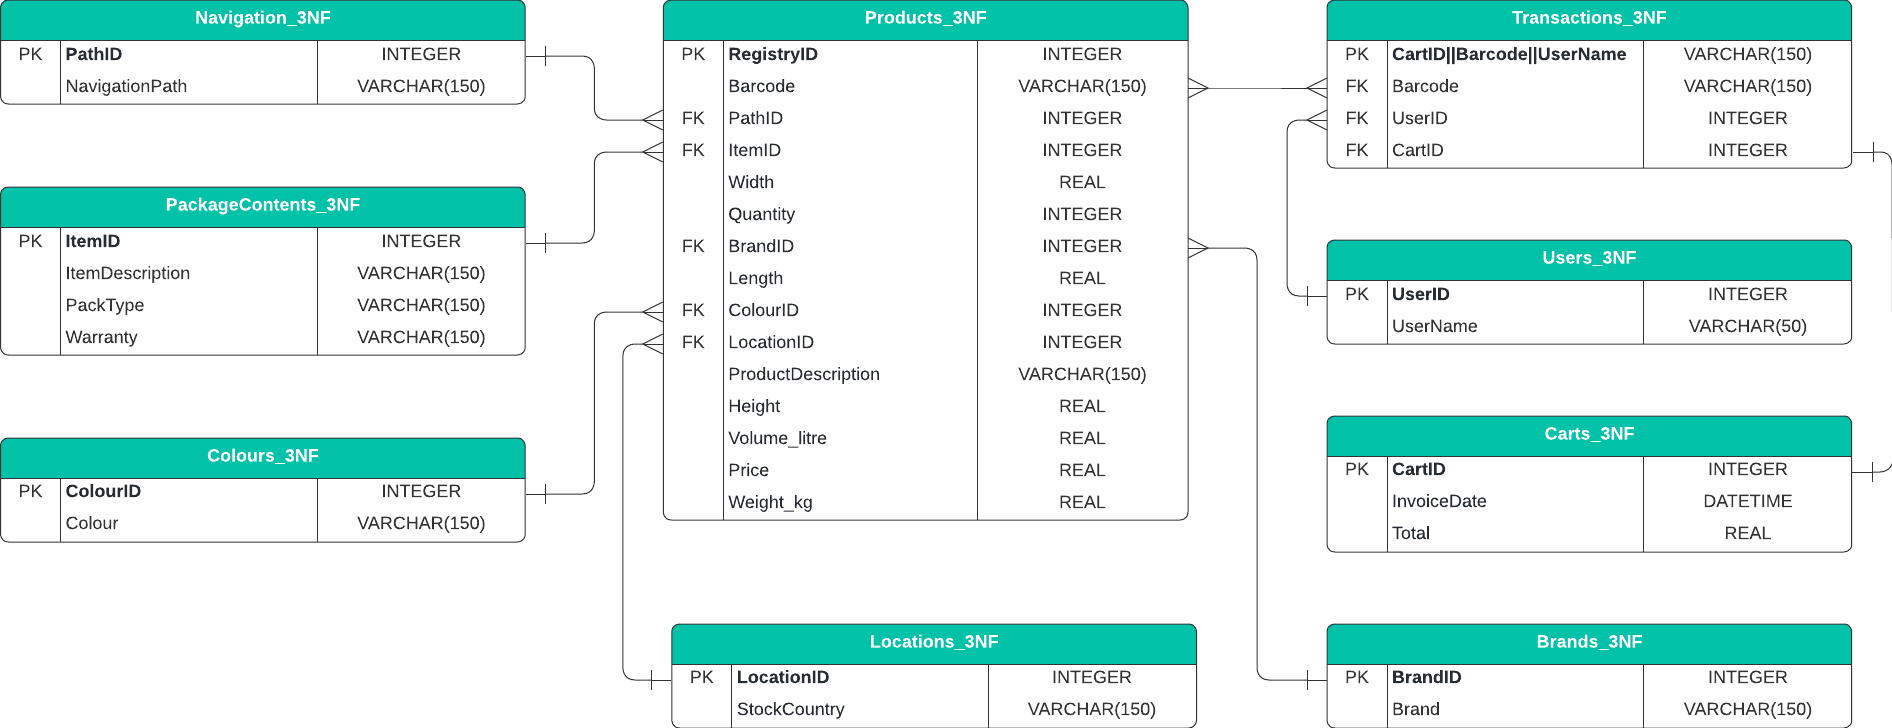 Navigation_3NF
PK PathID INTEGER
NavigationPath VARCHAR(150)
PackageContents_3NF
PK ItemID INTEGER
ItemDescription VARCHAR(150)
PackType VARCHAR(150)
Warranty VARCHAR(150)
Colours_3NF
PK ColourID INTEGER
Colour VARCHAR(150)
Products_3NF
PK RegistryID INTEGER
Barcode VARCHAR(150)
FK PathID INTEGER
FK ItemID INTEGER
Width REAL
Quantity INTEGER
FK BrandID INTEGER
Length REAL
FK ColourID INTEGER
FK LocationID INTEGER
ProductDescription VARCHAR(150)
Height REAL
Volume_litre REAL
Price REAL
Weight_kg REAL
Locations_3NF
PK LocationID INTEGER
StockCountry VARCHAR(150)
Transactions_3NF
PK CartID||Barcode||UserName VARCHAR(150)
FK Barcode VARCHAR(150)
FK UserID INTEGER
FK CartID INTEGER
Users_3NF
PK UserID INTEGER
UserName VARCHAR(50)
Carts_3NF
PK CartID INTEGER
InvoiceDate DATETIME
Total REAL
Brands_3NF
PK BrandID INTEGER
Brand VARCHAR(150)